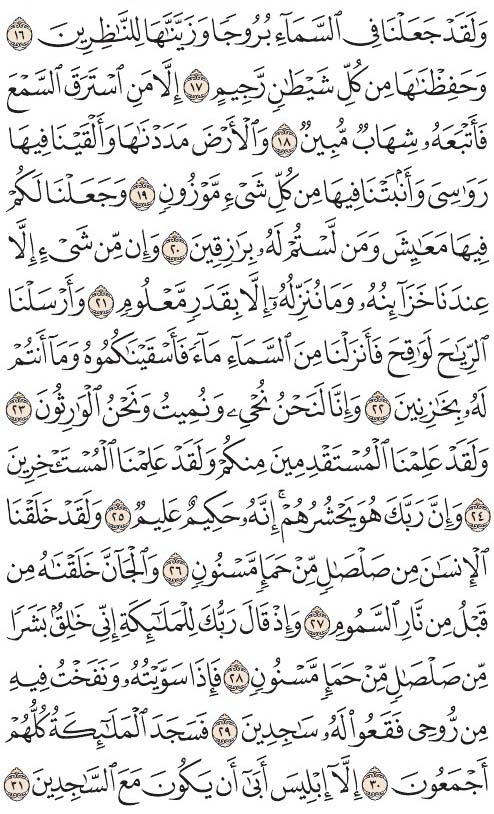 وَلَقَدْ جَعَلْنَا فِي السَّمَآءِ بُرُوجًا وَزَيَّنَّٰهَا لِلنَّٰظِرِينَ ١٦
وَحَفِظْنَٰهَا مِن كُلِّ شَيْطَٰنٍ رَّجِيمٍ ١٧ إِلَّا مَنِ ٱسْتَرَقَ ٱلسَّمْعَ
فَأَتْبَعَهُۥ شِهَابٌ مُّبِينٌ ١٨ وَٱلْأَرْضَ مَدَدْنَٰهَا وَأَلْقَيْنَا فِيهَا
رَوَٰسِيَ وَأَنۢبَتْنَا فِيهَا مِن كُلِّ شَيْءٍ مَّوْزُونٍ ١٩ وَجَعَلْنَا لَكُمْ
فِيهَا مَعَٰيِشَ وَمَن لَّسْتُمْ لَهُۥ بِرَٰزِقِينَ ٢٠ وَإِن مِّن شَيْءٍ إِلَّا
عِندَنَا خَزَآئِنُهُۥ وَمَا نُنَزِّلُهُۥٓ إِلَّا بِقَدَرٍ مَّعْلُومٍ ٢١ وَأَرْسَلْنَا
ٱلرِّيَٰحَ لَوَٰقِحَ فَأَنزَلْنَا مِنَ ٱلسَّمَآءِ مَآءً فَأَسْقَيْنَٰكُمُوهُ وَمَآ أَنتُمْ
لَهُۥ بِخَٰزِنِينَ ٢٢ وَإِنَّا لَنَحْنُ نُحْيِۦ وَنُمِيتُ وَنَحْنُ ٱلْوَٰرِثُونَ ٢٣
وَلَقَدْ عَلِمْنَا ٱلْمُسْتَقْدِمِينَ مِنكُمْ وَلَقَدْ عَلِمْنَا ٱلْمُسْتَـْٔخِرِينَ
٢٤ وَإِنَّ رَبَّكَ هُوَ يَحْشُرُهُمْۚ إِنَّهُۥ حَكِيمٌ عَلِيمٌ ٢٥ وَلَقَدْ خَلَقْنَا
ٱلْإِنسَٰنَ مِن صَلْصَٰلٍ مِّنْ حَمَإٍ مَّسْنُونٍ ٢٦ وَٱلْجَآنَّ خَلَقْنَٰهُ مِن
قَبْلُ مِن نَّارِ ٱلسَّمُومِ ٢٧ وَإِذْ قَالَ رَبُّكَ لِلْمَلَٰٓئِكَةِ إِنِّي خَٰلِقٌۢ بَشَرًا
مِّن صَلْصَٰلٍ مِّنْ حَمَإٍ مَّسْنُونٍ ٢٨ فَإِذَا سَوَّيْتُهُۥ وَنَفَخْتُ فِيهِ
مِن رُّوحِي فَقَعُوا۟ لَهُۥ سَٰجِدِينَ ٢٩ فَسَجَدَ ٱلْمَلَٰٓئِكَةُ كُلُّهُمْ
أَجْمَعُونَ ٣٠ إِلَّآ إِبْلِيسَ أَبَىٰٓ أَن يَكُونَ مَعَ ٱلسَّٰجِدِينَ ٣١